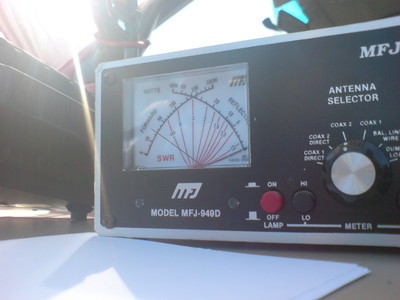 MFJ
ANTENNA
SELECTOR
COAX 2
COAX 1
COAX 2
DIRECT
BAL. LINE
WIRE
COAX 1
DIRECT
WATTS
FORWARD
REFLECTED
SWR
MFJ
MODEL MFJ-949D
ON
HI
OFF
LO
LAMP
METER